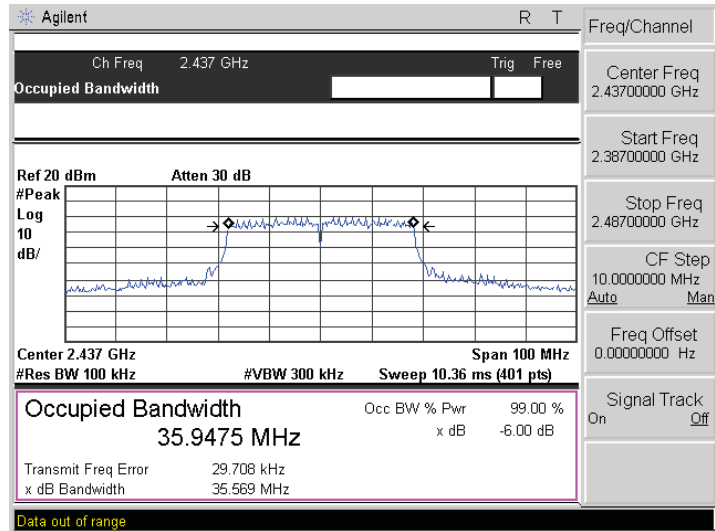 Agilent R T
Freq/Channel
Ch Freq 2.437 GHz Trig Free
Occupied Bandwidth
Center Freq
2.43700000 GHz
Start Freq
2.38700000 GHz
Stop Freq
2.48700000 GHz
CF Step
10.0000000 MHz
Auto Man
Freq Offset
0.00000000 Hz
Signal Track
On Off
Ref 20 dBm Atten 30 dB
#Peak
Log
10
dB/
Center 2.437 GHz Span 100 MHz
#Res BW 100 kHz #VBW 300 kHz Sweep 10.36 ms (401 pts)
Occupied Bandwidth Occ BW % Pwr 99.00 %
35.9475 MHz x dB -6.00 dB
Transmit Freq Error 29.708 kHz
x dB Bandwidth 35.569 MHz
Data out of range